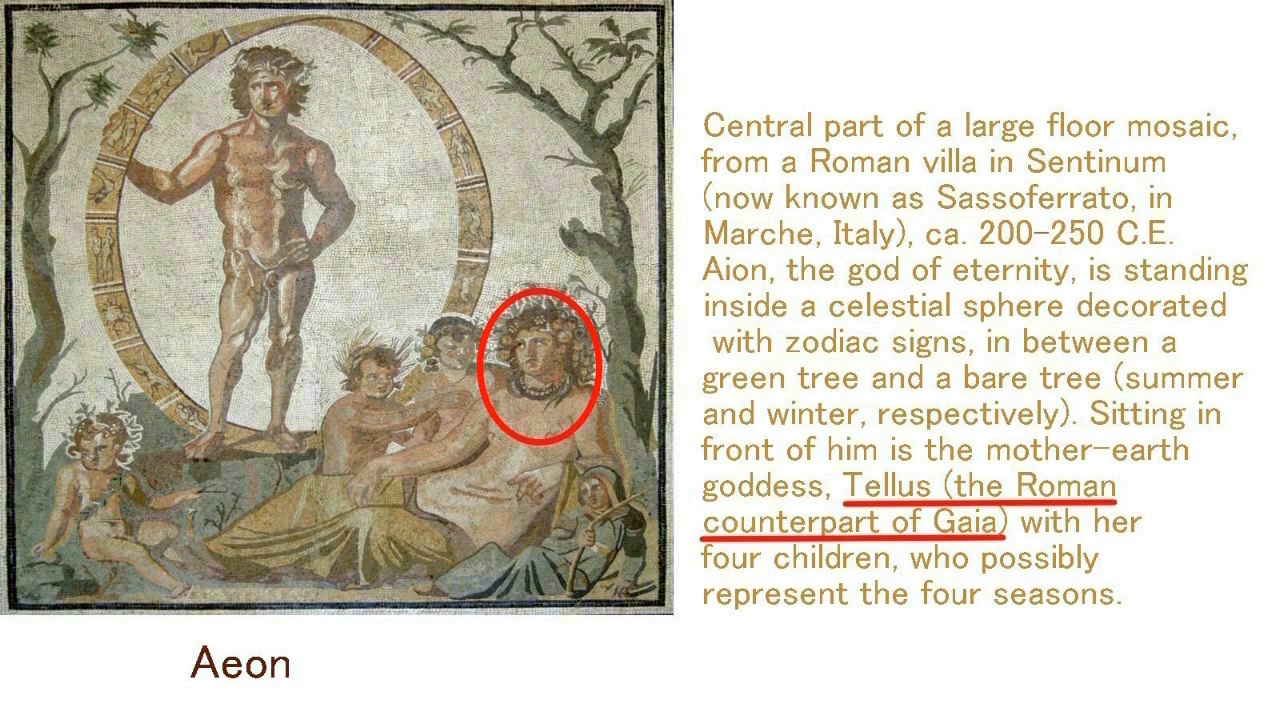 Central part of a large floor mosaic,
from a Roman villa in Sentinum
(now known as Sassoferrato, in
Marche, Italy), ca. 200-250 C.E.
Aion, the god of eternity, is standing
inside a celestial sphere decorated
with zodiac signs, in between a
green tree and a bare tree (summer
and winter, respectively). Sitting in
front of him is the mother-earth
goddess, Tellus (the Roman
counterpart of Gaia) with her
four children, who possibly
represent the four seasons.
Aeon